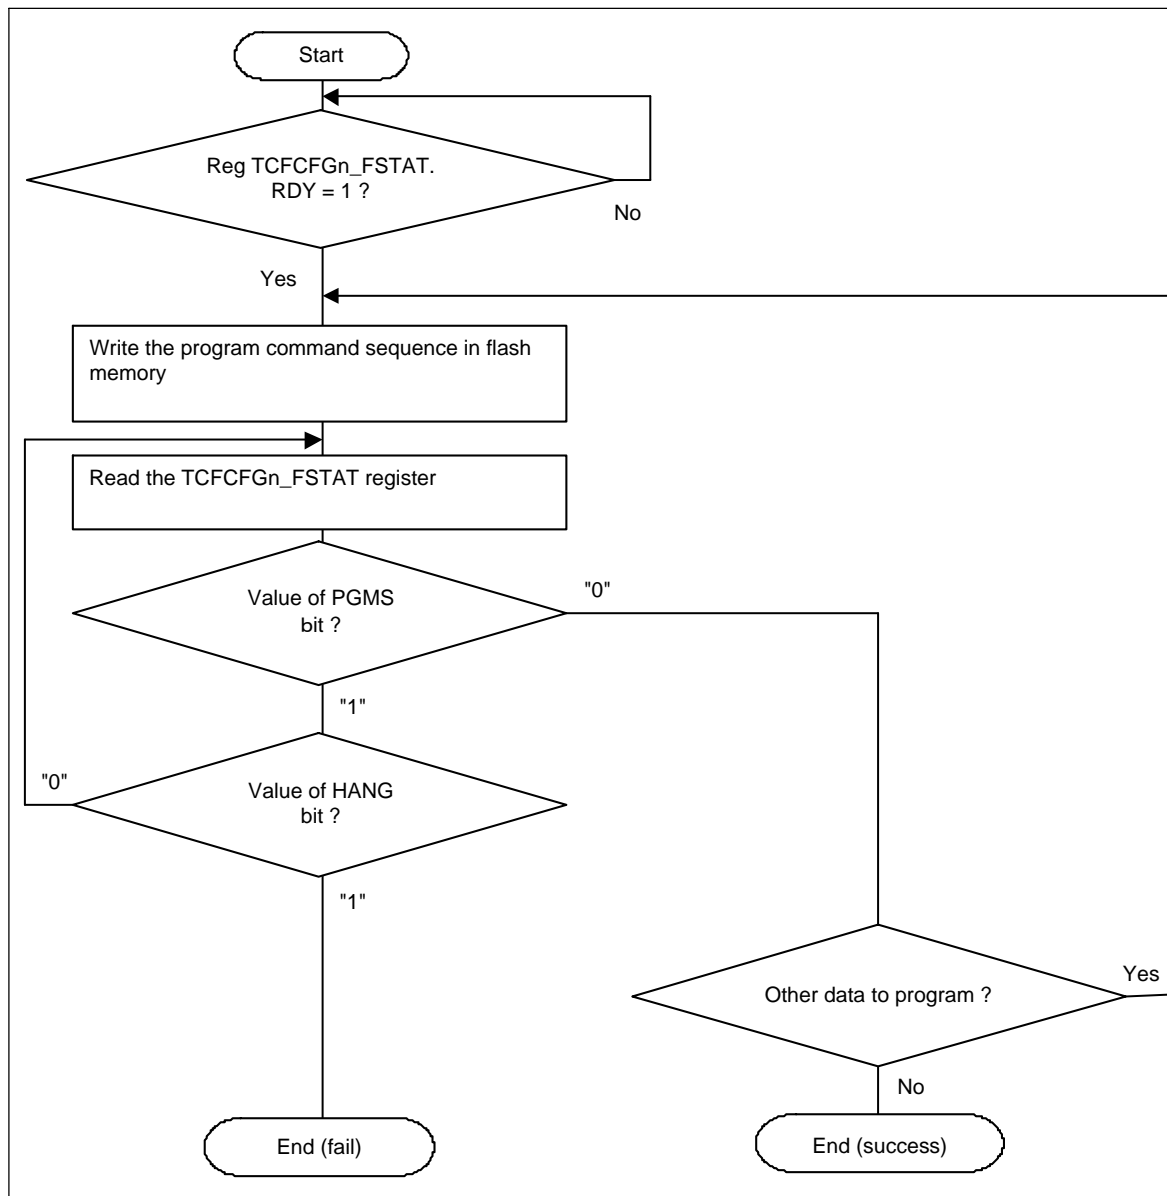 Start
Reg TCFCFGn_FSTAT.
RDY = 1 ?
No
Yes
Write the program command sequence in flash
memory
Read the TCFCFGn_FSTAT register
Value of PGMS
bit ?
"0"
"1"
Value of HANG
bit ?
"0"
"1"
Other data to program ?
Yes
No
End (fail)
End (success)